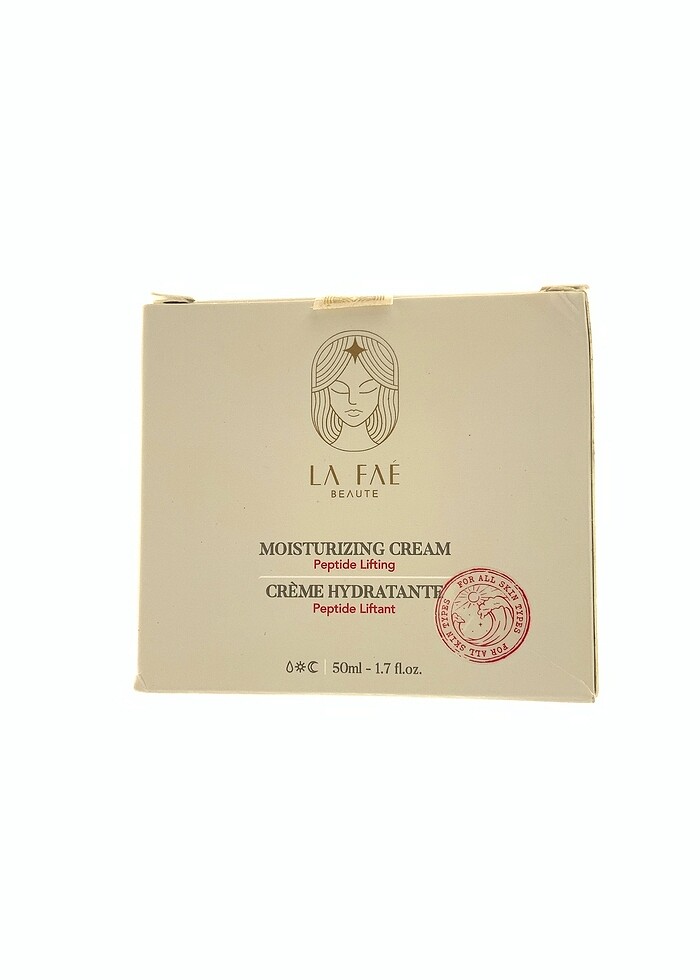 LA FAÉ
BEAUTE
MOISTURIZING CREAM
Peptide Lifting
CRÈME HYDRATANTE
Peptide Liftant
FOR ALL SKIN TYPES
FOR ALL SKIN TYPES
50ml - 1.7 fl.oz.